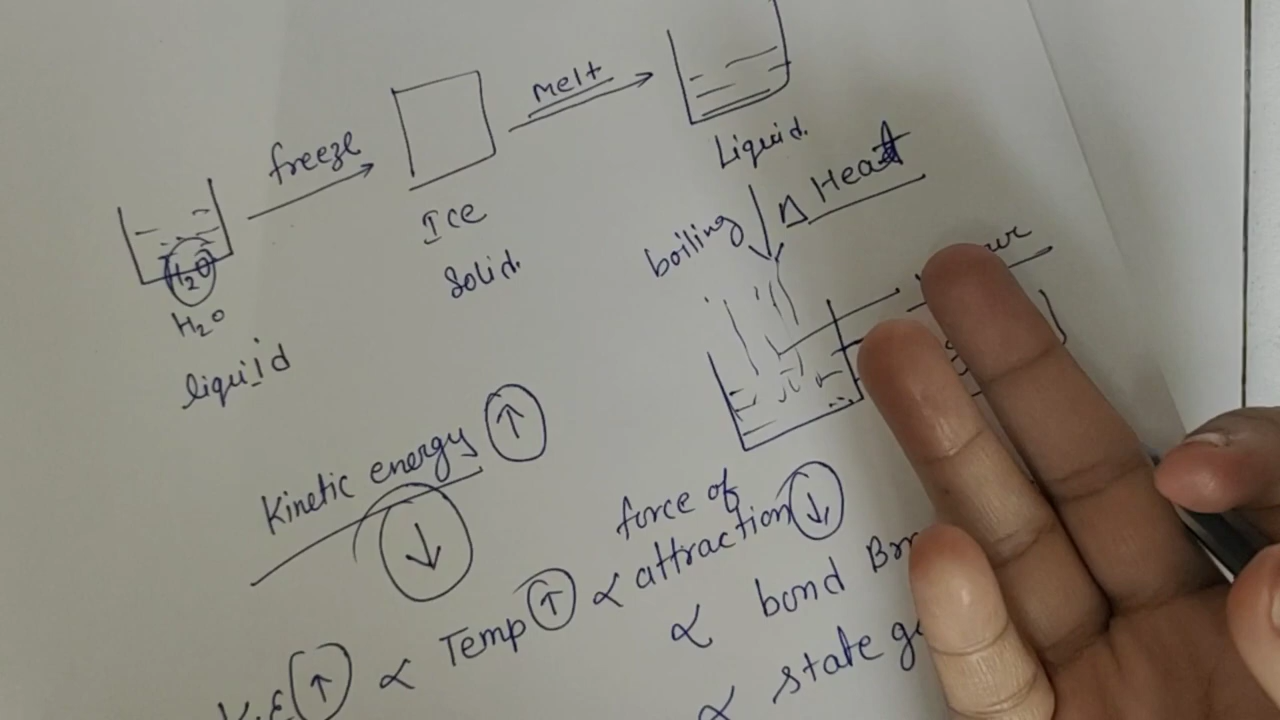 freeze
melt
H₂O
H₂O
liquid
Ice
Solid.
Liquid.
boiling
Δ Heat
Kinetic energy ↑
↓
force of
attraction ↓
K.E ↑ ∝ Temp ↑ ∝
∝ bond
∝ state